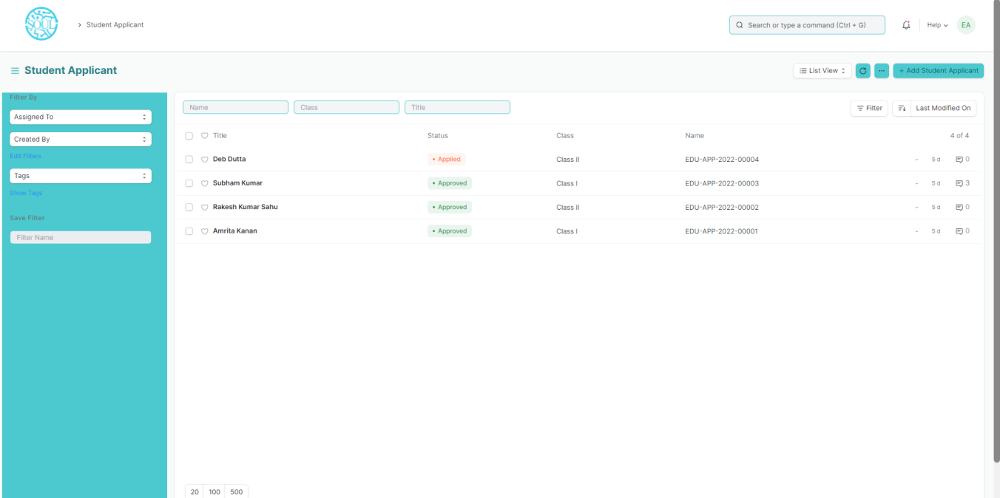 SOUL
Student Applicant
Search or type a command (Ctrl + G)
Help
EA
Student Applicant
List View
+ Add Student Applicant
Filter By
Assigned To
Created By
Edit Filters
Tags
Show Tags
Save Filter
Filter Name
Name Class Title
Filter
Last Modified On
Title Status Class Name 4 of 4
Deb Dutta Applied Class II EDU-APP-2022-00004 - 5 d 0
Subham Kumar Approved Class I EDU-APP-2022-00003 - 5 d 3
Rakesh Kumar Sahu Approved Class II EDU-APP-2022-00002 - 5 d 0
Amrita Kanan Approved Class I EDU-APP-2022-00001 - 5 d 0
20 100 500